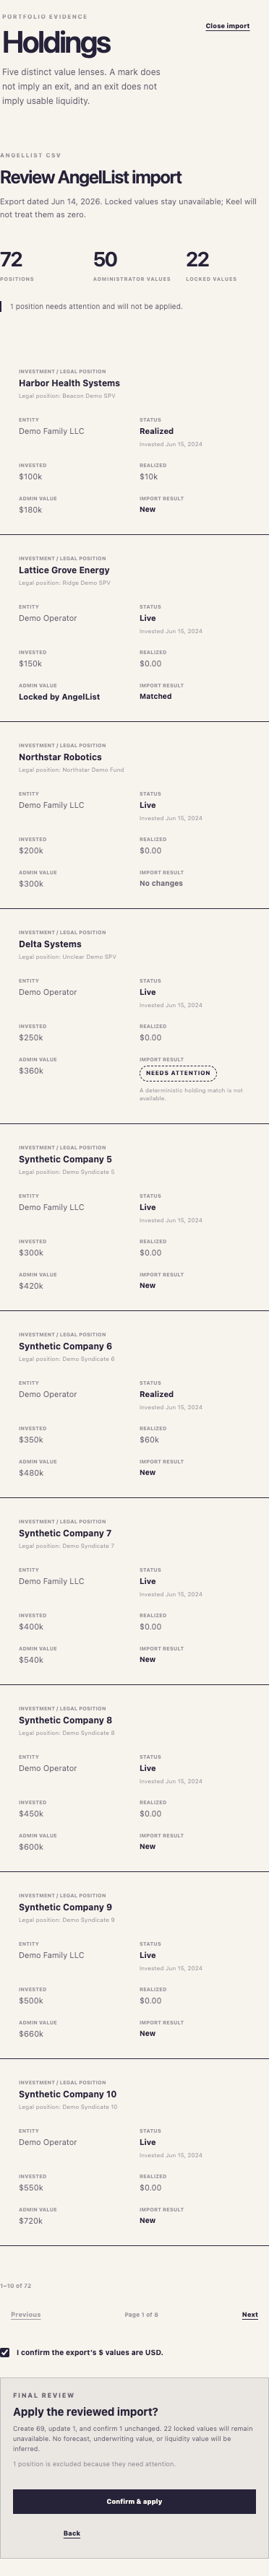 PORTFOLIO EVIDENCE
Close import
Holdings
Five distinct value lenses. A mark does
not imply an exit, and an exit does not
imply usable liquidity.
ANGELLIST CSV
Review AngelList import
Export dated Jun 14, 2026. Locked values stay unavailable; Keel will
not treat them as zero.
72 50 22
POSITIONS ADMINISTRATOR VALUES LOCKED VALUES
1 position needs attention and will not be applied.
INVESTMENT / LEGAL POSITION
Harbor Health Systems
Legal position: Beacon Demo SPV
ENTITY STATUS
Demo Family LLC Realized
Invested Jun 15, 2024
INVESTED REALIZED
$100k $10k
ADMIN VALUE IMPORT RESULT
$180k New
INVESTMENT / LEGAL POSITION
Lattice Grove Energy
Legal position: Ridge Demo SPV
ENTITY STATUS
Demo Operator Live
Invested Jun 15, 2024
INVESTED REALIZED
$150k $0.00
ADMIN VALUE IMPORT RESULT
Locked by AngelList Matched
INVESTMENT / LEGAL POSITION
Northstar Robotics
Legal position: Northstar Demo Fund
ENTITY STATUS
Demo Family LLC Live
Invested Jun 15, 2024
INVESTED REALIZED
$200k $0.00
ADMIN VALUE IMPORT RESULT
$300k No changes
INVESTMENT / LEGAL POSITION
Delta Systems
Legal position: Unclear Demo SPV
ENTITY STATUS
Demo Operator Live
Invested Jun 15, 2024
INVESTED REALIZED
$250k $0.00
ADMIN VALUE IMPORT RESULT
$360k NEEDS ATTENTION
A deterministic holding match is not
available.
INVESTMENT / LEGAL POSITION
Synthetic Company 5
Legal position: Demo Syndicate 5
ENTITY STATUS
Demo Family LLC Live
Invested Jun 15, 2024
INVESTED REALIZED
$300k $0.00
ADMIN VALUE IMPORT RESULT
$420k New
INVESTMENT / LEGAL POSITION
Synthetic Company 6
Legal position: Demo Syndicate 6
ENTITY STATUS
Demo Operator Realized
Invested Jun 15, 2024
INVESTED REALIZED
$350k $60k
ADMIN VALUE IMPORT RESULT
$480k New
INVESTMENT / LEGAL POSITION
Synthetic Company 7
Legal position: Demo Syndicate 7
ENTITY STATUS
Demo Family LLC Live
Invested Jun 15, 2024
INVESTED REALIZED
$400k $0.00
ADMIN VALUE IMPORT RESULT
$540k New
INVESTMENT / LEGAL POSITION
Synthetic Company 8
Legal position: Demo Syndicate 8
ENTITY STATUS
Demo Operator Live
Invested Jun 15, 2024
INVESTED REALIZED
$450k $0.00
ADMIN VALUE IMPORT RESULT
$600k New
INVESTMENT / LEGAL POSITION
Synthetic Company 9
Legal position: Demo Syndicate 9
ENTITY STATUS
Demo Family LLC Live
Invested Jun 15, 2024
INVESTED REALIZED
$500k $0.00
ADMIN VALUE IMPORT RESULT
$660k New
INVESTMENT / LEGAL POSITION
Synthetic Company 10
Legal position: Demo Syndicate 10
ENTITY STATUS
Demo Operator Live
Invested Jun 15, 2024
INVESTED REALIZED
$550k $0.00
ADMIN VALUE IMPORT RESULT
$720k New
1–10 of 72
Previous Page 1 of 8 Next
I confirm the export's $ values are USD.
FINAL REVIEW
Apply the reviewed import?
Create 69, update 1, and confirm 1 unchanged. 22 locked values will remain
unavailable. No forecast, underwriting value, or liquidity value will be
inferred.
1 position is excluded because they need attention.
Confirm & apply
Back